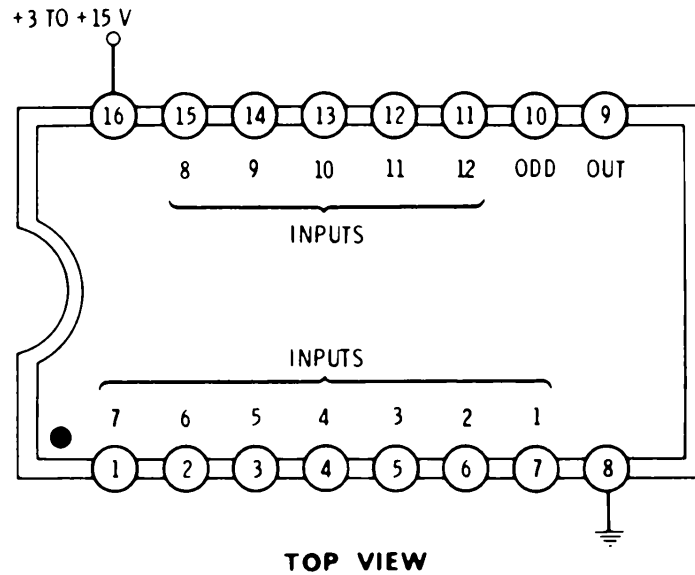 +3 TO +15 V
16 15 14 13 12 11 10 9
8 9 10 11 12 ODD OUT
INPUTS
INPUTS
7 6 5 4 3 2 1
1 2 3 4 5 6 7 8
TOP VIEW